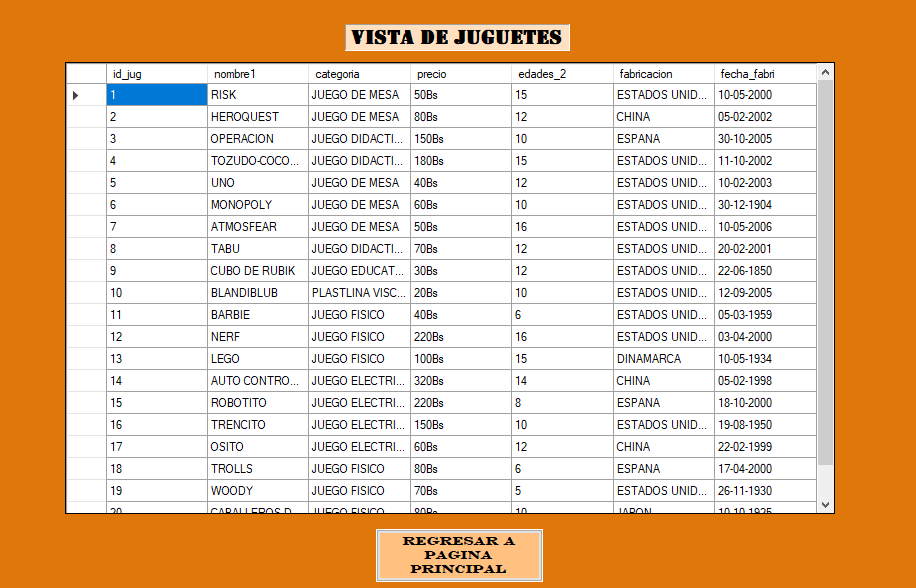 VISTA DE JUGUETES
id_jug nombre1 categoria precio edades_2 fabricacion fecha_fabri
1 RISK JUEGO DE MESA 50Bs 15 ESTADOS UNID... 10-05-2000
2 HEROQUEST JUEGO DE MESA 80Bs 12 CHINA 05-02-2002
3 OPERACION JUEGO DIDACTI... 150Bs 10 ESPANA 30-10-2005
4 TOZUDO-COCO... JUEGO DIDACTI... 180Bs 15 ESTADOS UNID... 11-10-2002
5 UNO JUEGO DE MESA 40Bs 12 ESTADOS UNID... 10-02-2003
6 MONOPOLY JUEGO DE MESA 60Bs 10 ESTADOS UNID... 30-12-1904
7 ATMOSFEAR JUEGO DE MESA 50Bs 16 ESTADOS UNID... 10-05-2006
8 TABU JUEGO DIDACTI... 70Bs 12 ESTADOS UNID... 20-02-2001
9 CUBO DE RUBIK JUEGO EDUCAT... 30Bs 12 ESTADOS UNID... 22-06-1850
10 BLANDIBLUB PLASTLINA VISC... 20Bs 10 ESTADOS UNID... 12-09-2005
11 BARBIE JUEGO FISICO 40Bs 6 ESTADOS UNID... 05-03-1959
12 NERF JUEGO FISICO 220Bs 16 ESTADOS UNID... 03-04-2000
13 LEGO JUEGO FISICO 100Bs 15 DINAMARCA 10-05-1934
14 AUTO CONTRO... JUEGO ELECTRI... 320Bs 14 CHINA 05-02-1998
15 ROBOTITO JUEGO ELECTRI... 220Bs 8 ESPANA 18-10-2000
16 TRENCITO JUEGO ELECTRI... 150Bs 10 ESTADOS UNID... 19-08-1950
17 OSITO JUEGO ELECTRI... 60Bs 12 CHINA 22-02-1999
18 TROLLS JUEGO FISICO 80Bs 6 ESPANA 17-04-2000
19 WOODY JUEGO FISICO 70Bs 5 ESTADOS UNID... 26-11-1930
20 CABALLEROS D... JUEGO FISICO 80Bs 10 JAPON 10-10-1925
REGRESAR A
PAGINA
PRINCIPAL